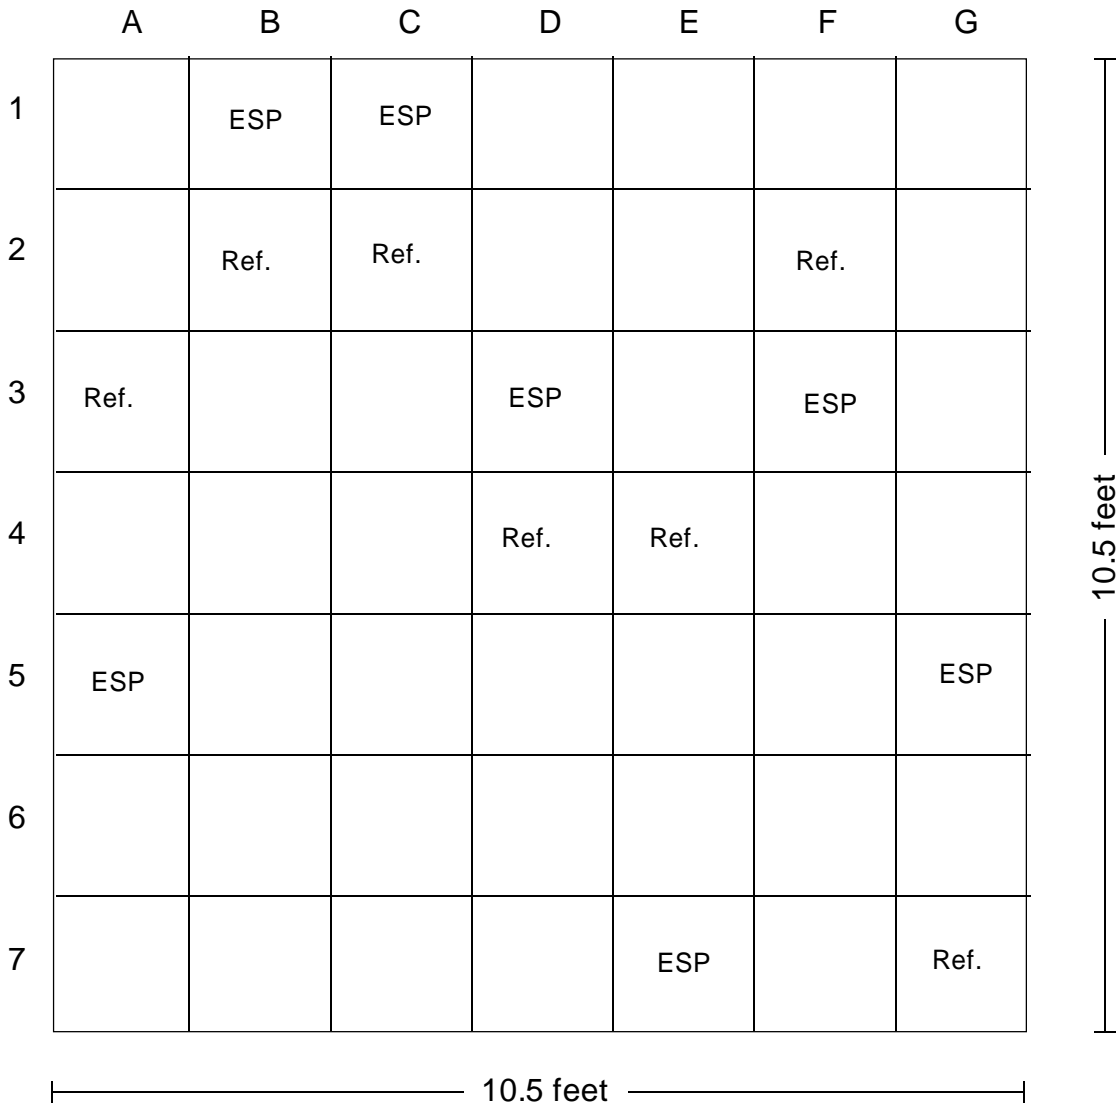 A B C D E F G
1 ESP ESP
2 Ref. Ref. Ref.
3 Ref. ESP ESP
4 Ref. Ref.
5 ESP ESP
6
7 ESP Ref.
10.5 feet
10.5 feet